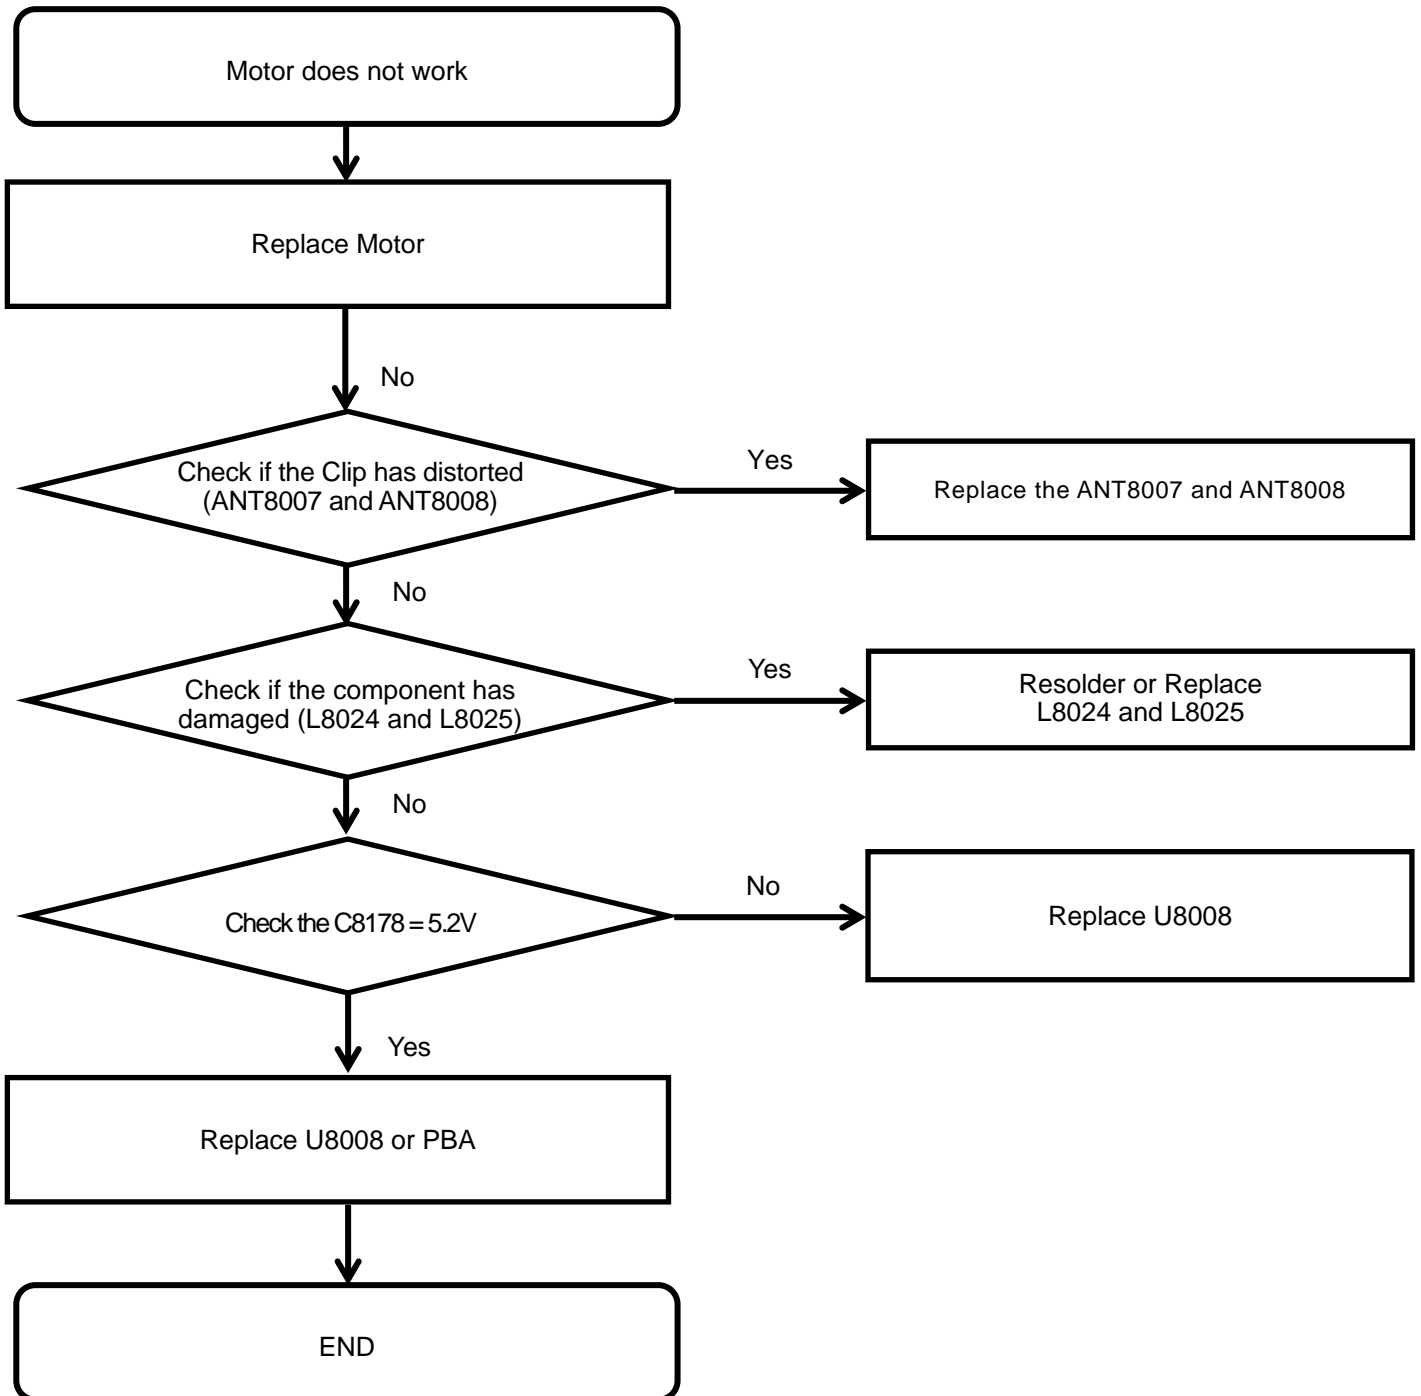 Motor does not work
Replace Motor
No
Check if the Clip has distorted
(ANT8007 and ANT8008)
Yes
Replace the ANT8007 and ANT8008
No
Check if the component has
damaged (L8024 and L8025)
Yes
Resolder or Replace
L8024 and L8025
No
Check the C8178 = 5.2V
No
Replace U8008
Yes
Replace U8008 or PBA
END